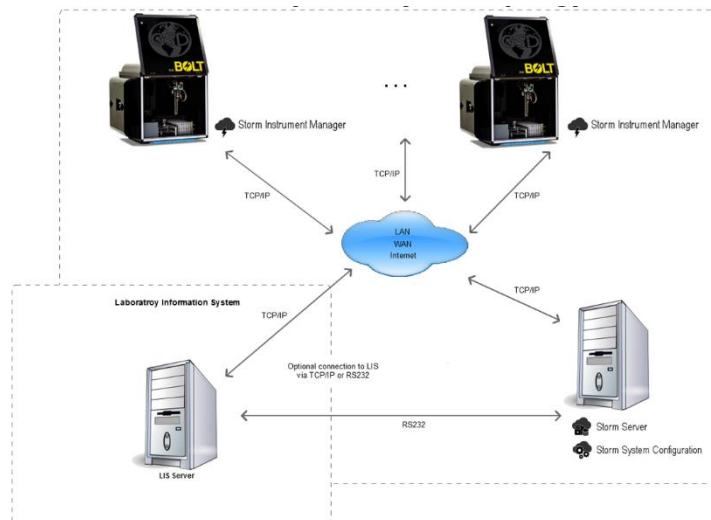 BOLT
BOLT
...
Storm Instrument Manager
Storm Instrument Manager
TCP/IP
TCP/IP
TCP/IP
LAN
WAN
Internet
TCP/IP
Laboratroy Information System
TCP/IP
Optional connection to LIS
via TCP/IP or RS232
RS232
Storm Server
Storm System Configuration
LIS Server